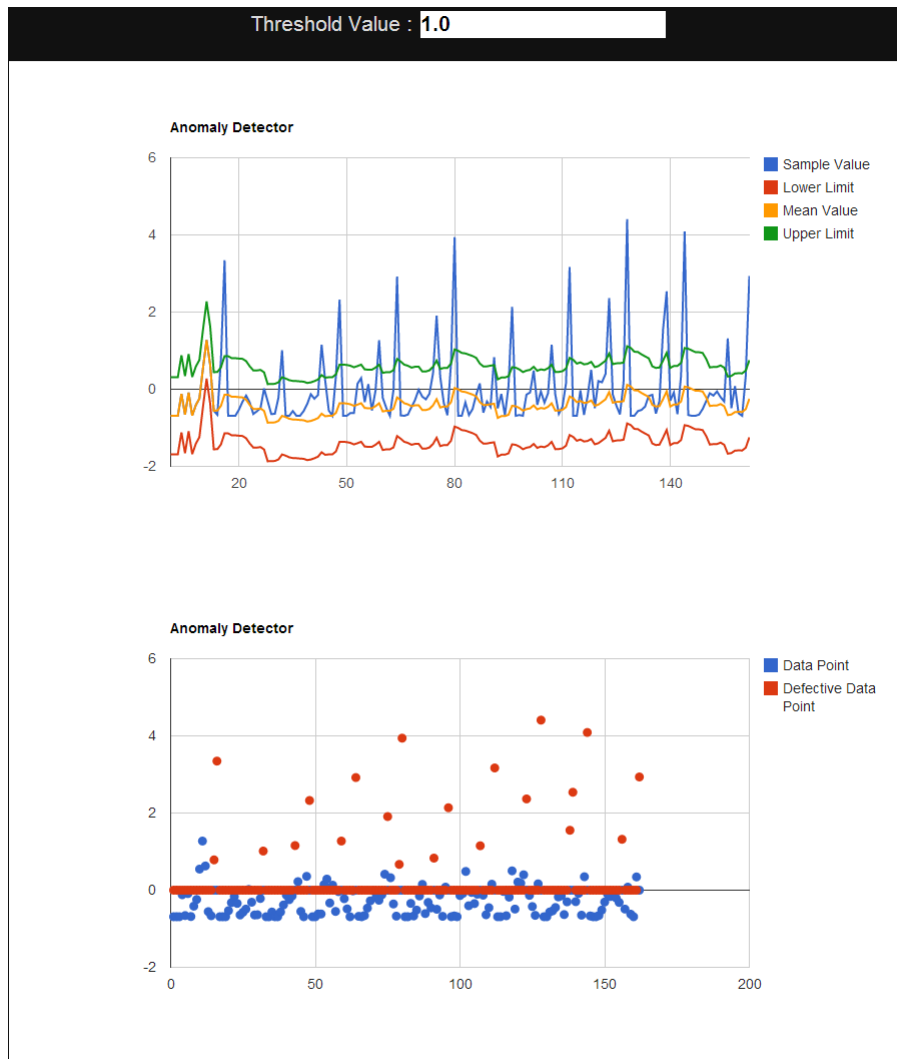 Threshold Value : 1.0
Anomaly Detector
6
4
2
0
-2
20 50 80 110 140
Sample Value
Lower Limit
Mean Value
Upper Limit
Anomaly Detector
6
4
2
0
-2
0 50 100 150 200
Data Point
Defective Data
Point